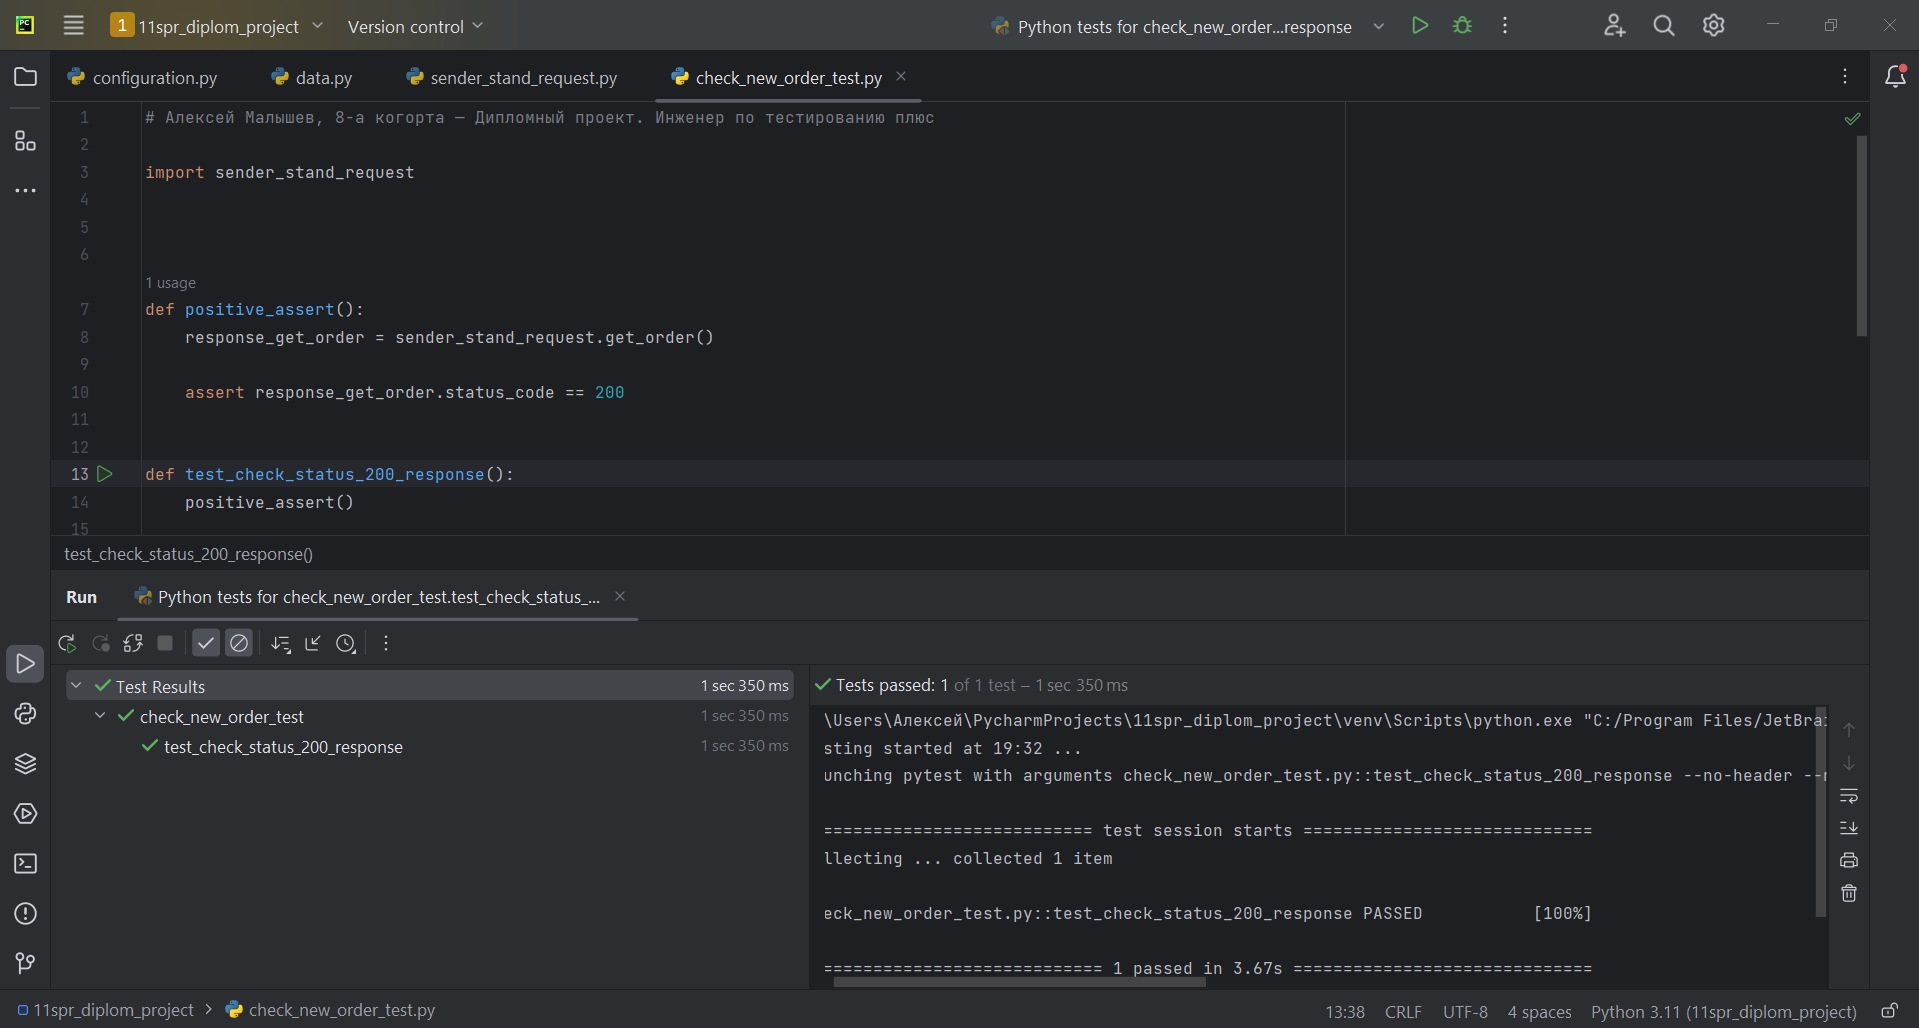 PC
1 11spr_diplom_project Version control Python tests for check_new_order...response
configuration.py data.py sender_stand_request.py check_new_order_test.py
1 # Алексей Малышев, 8-а когорта — Дипломный проект. Инженер по тестированию плюс
2
3 import sender_stand_request
4
5
6
1 usage
7 def positive_assert():
8 response_get_order = sender_stand_request.get_order()
9
10 assert response_get_order.status_code == 200
11
12
13 def test_check_status_200_response():
14 positive_assert()
15
test_check_status_200_response()
Run Python tests for check_new_order_test.test_check_status_...
Test Results 1 sec 350 ms
check_new_order_test 1 sec 350 ms
test_check_status_200_response 1 sec 350 ms
Tests passed: 1 of 1 test – 1 sec 350 ms
\Users\Алексей\PycharmProjects\11spr_diplom_project\venv\Scripts\python.exe "C:/Program Files/JetBra
sting started at 19:32 ...
unching pytest with arguments check_new_order_test.py::test_check_status_200_response --no-header --
============================= test session starts =============================
llecting ... collected 1 item
eck_new_order_test.py::test_check_status_200_response PASSED [100%]
============================== 1 passed in 3.67s ==============================
11spr_diplom_project > check_new_order_test.py 13:38 CRLF UTF-8 4 spaces Python 3.11 (11spr_diplom_project)